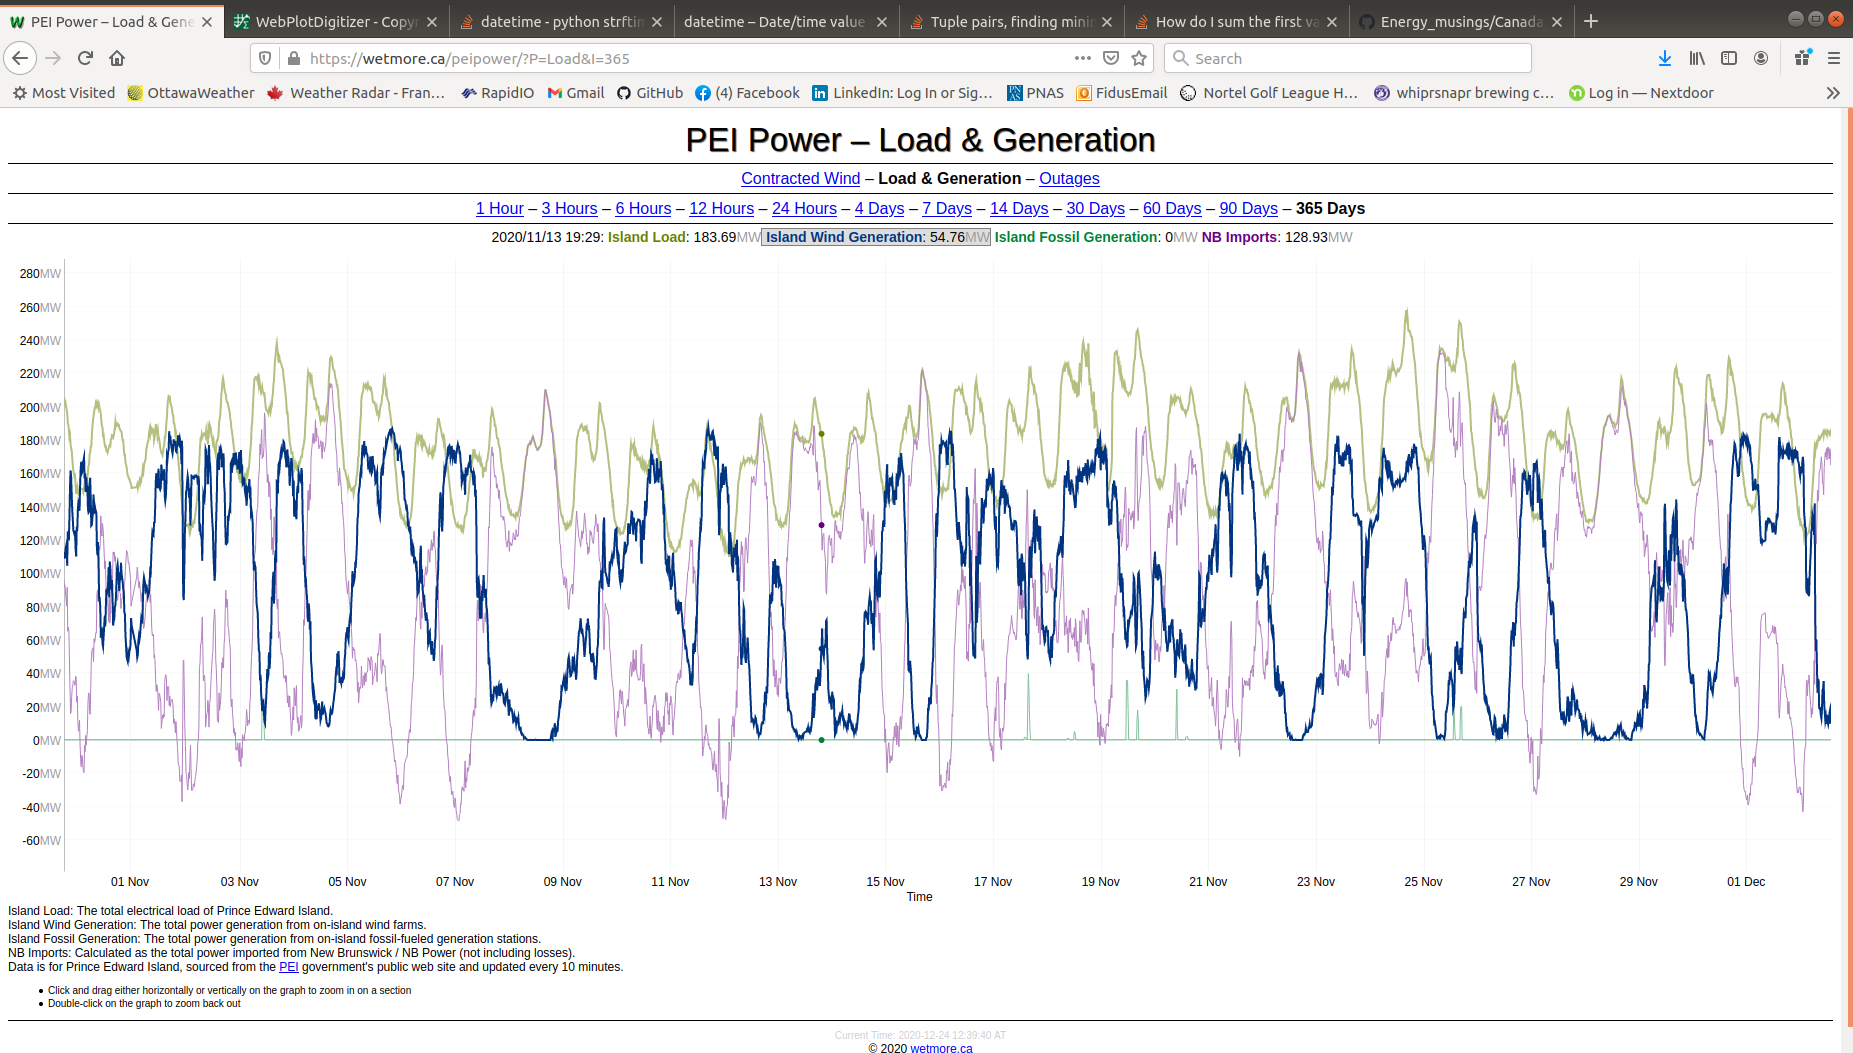 PEI Power – Load & Gene
WebPlotDigitizer - Copyr
datetime - python strftim
datetime – Date/time value
Tuple pairs, finding minim
How do I sum the first va
Energy_musings/Canada
https://wetmore.ca/peipower/?P=Load&I=365
Search
Most Visited
OttawaWeather
Weather Radar - Fran…
RapidIO
Gmail
GitHub
(4) Facebook
LinkedIn: Log In or Sig…
PNAS
FidusEmail
Nortel Golf League H…
whiprsnapr brewing c…
Log in — Nextdoor
PEI Power – Load & Generation
Contracted Wind – Load & Generation – Outages
1 Hour – 3 Hours – 6 Hours – 12 Hours – 24 Hours – 4 Days – 7 Days – 14 Days – 30 Days – 60 Days – 90 Days – 365 Days
2020/11/13 19:29: Island Load: 183.69MW Island Wind Generation: 54.76MW Island Fossil Generation: 0MW NB Imports: 128.93MW
280MW
260MW
240MW
220MW
200MW
180MW
160MW
140MW
120MW
100MW
80MW
60MW
40MW
20MW
0MW
-20MW
-40MW
-60MW
01 Nov
03 Nov
05 Nov
07 Nov
09 Nov
11 Nov
13 Nov
15 Nov
17 Nov
19 Nov
21 Nov
23 Nov
25 Nov
27 Nov
29 Nov
01 Dec
Time
Island Load: The total electrical load of Prince Edward Island.
Island Wind Generation: The total power generation from on-island wind farms.
Island Fossil Generation: The total power generation from on-island fossil-fueled generation stations.
NB Imports: Calculated as the total power imported from New Brunswick / NB Power (not including losses).
Data is for Prince Edward Island, sourced from the PEI government's public web site and updated every 10 minutes.
• Click and drag either horizontally or vertically on the graph to zoom in on a section
• Double-click on the graph to zoom back out
Current Time: 2020-12-24 12:39:40 AT
© 2020 wetmore.ca